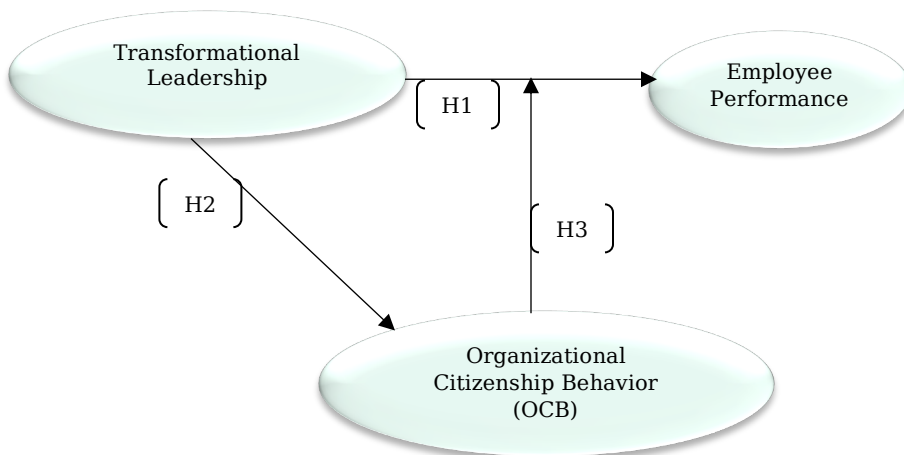 Transformational
Leadership
Employee
Performance
H1
H2
H3
Organizational
Citizenship Behavior
(OCB)